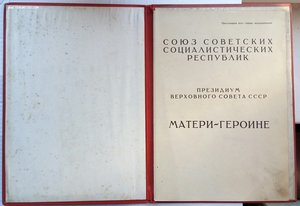 СОЮЗ СОВЕТСКИХ
СОЦИАЛИСТИЧЕСКИХ
РЕСПУБЛИК
ПРЕЗИДИУМ
ВЕРХОВНОГО СОВЕТА СССР
МАТЕРИ-ГЕРОИНЕ